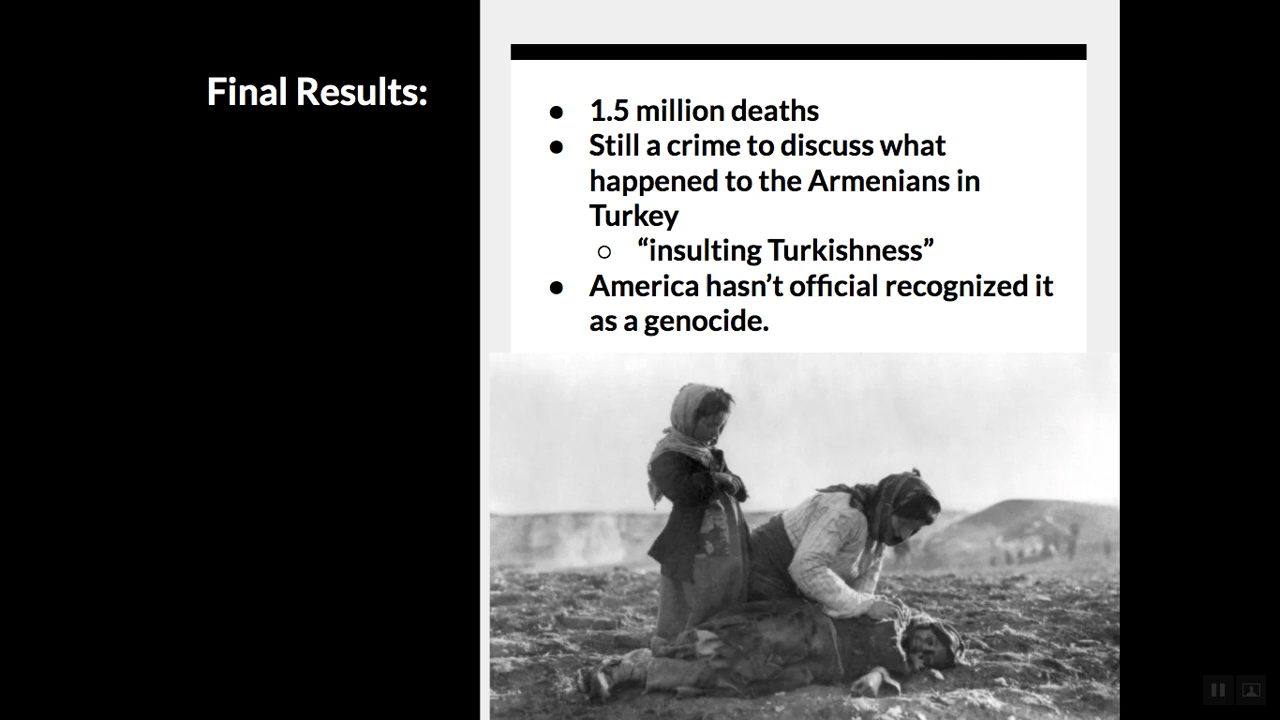 Final Results:
● 1.5 million deaths
● Still a crime to discuss what
happened to the Armenians in
Turkey
○ “insulting Turkishness”
● America hasn’t official recognized it
as a genocide.